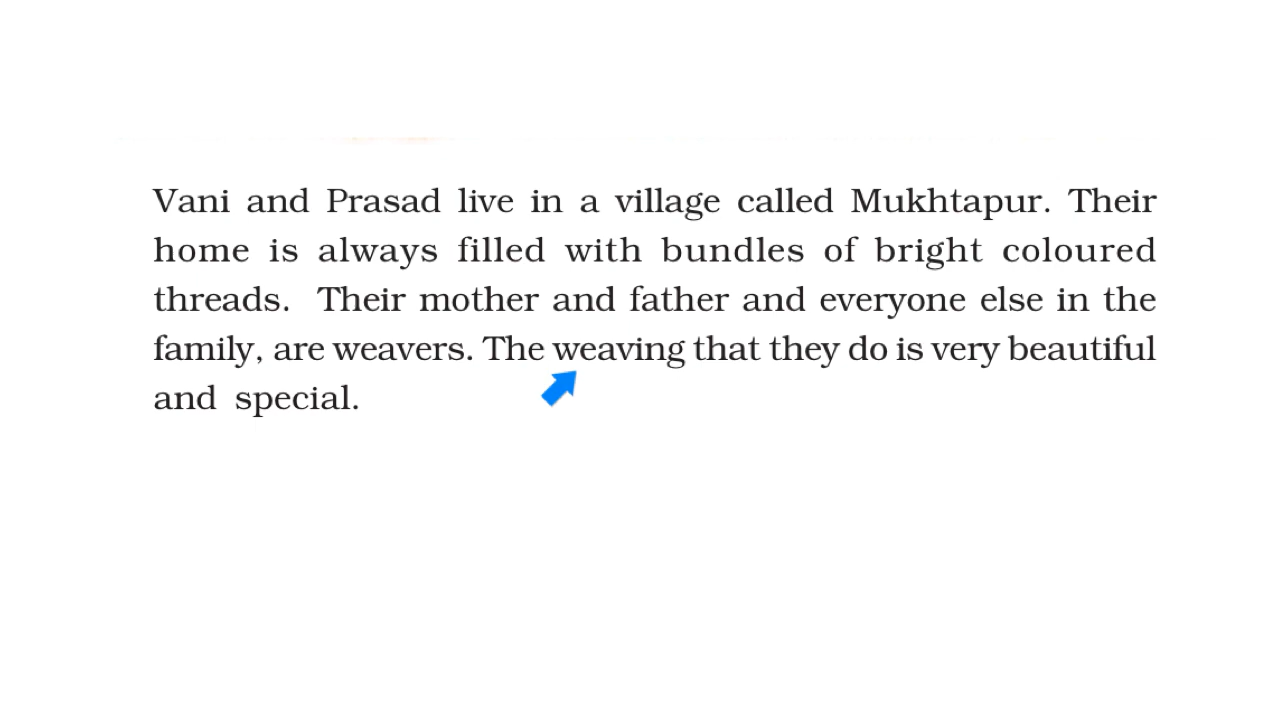 Vani and Prasad live in a village called Mukhtapur. Their
home is always filled with bundles of bright coloured
threads. Their mother and father and everyone else in the
family, are weavers. The weaving that they do is very beautiful
and special.